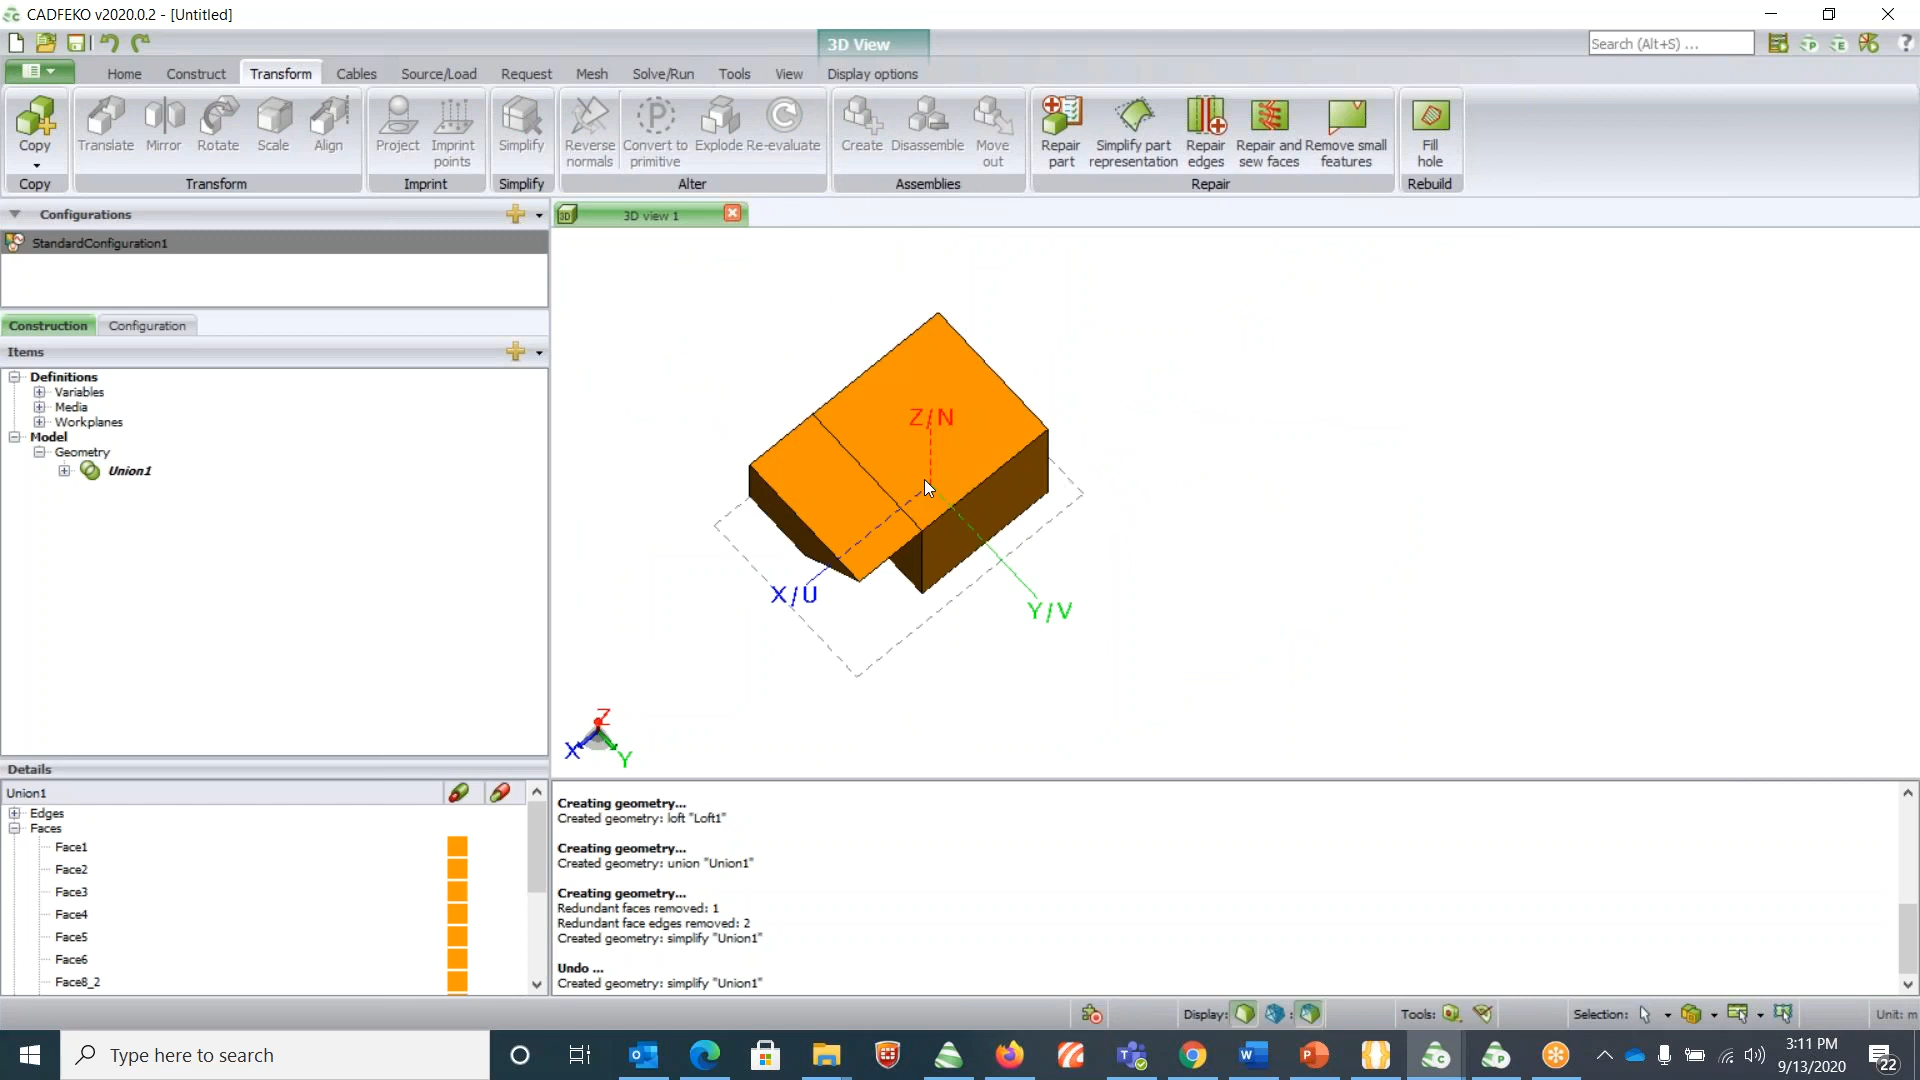 CADFEKO v2020.0.2 - [Untitled]
3D View
Search (Alt+S) ...
Home Construct Transform Cables Source/Load Request Mesh Solve/Run Tools View Display options
Copy Translate Mirror Rotate Scale Align Project Imprint points Simplify Reverse normals Convert to primitive Explode Re-evaluate Create Disassemble Move out Repair part Simplify part representation Repair edges Repair and sew faces Remove small features Fill hole
Copy Transform Imprint Simplify Alter Assemblies Repair Rebuild
Configurations
3D view 1
StandardConfiguration1
Construction Configuration
Items
Definitions
Variables
Media
Workplanes
Model
Geometry
Union1
Z/N
X/U
Y/V
Z
X
Y
Details
Union1
Edges
Faces
Face1
Face2
Face3
Face4
Face5
Face6
Face8_2
Creating geometry...
Created geometry: loft "Loft1"
Creating geometry...
Created geometry: union "Union1"
Creating geometry...
Redundant faces removed: 1
Redundant face edges removed: 2
Created geometry: simplify "Union1"
Undo ...
Created geometry: simplify "Union1"
Display: Tools: Selection: Unit: m
Type here to search
3:11 PM
9/13/2020
22